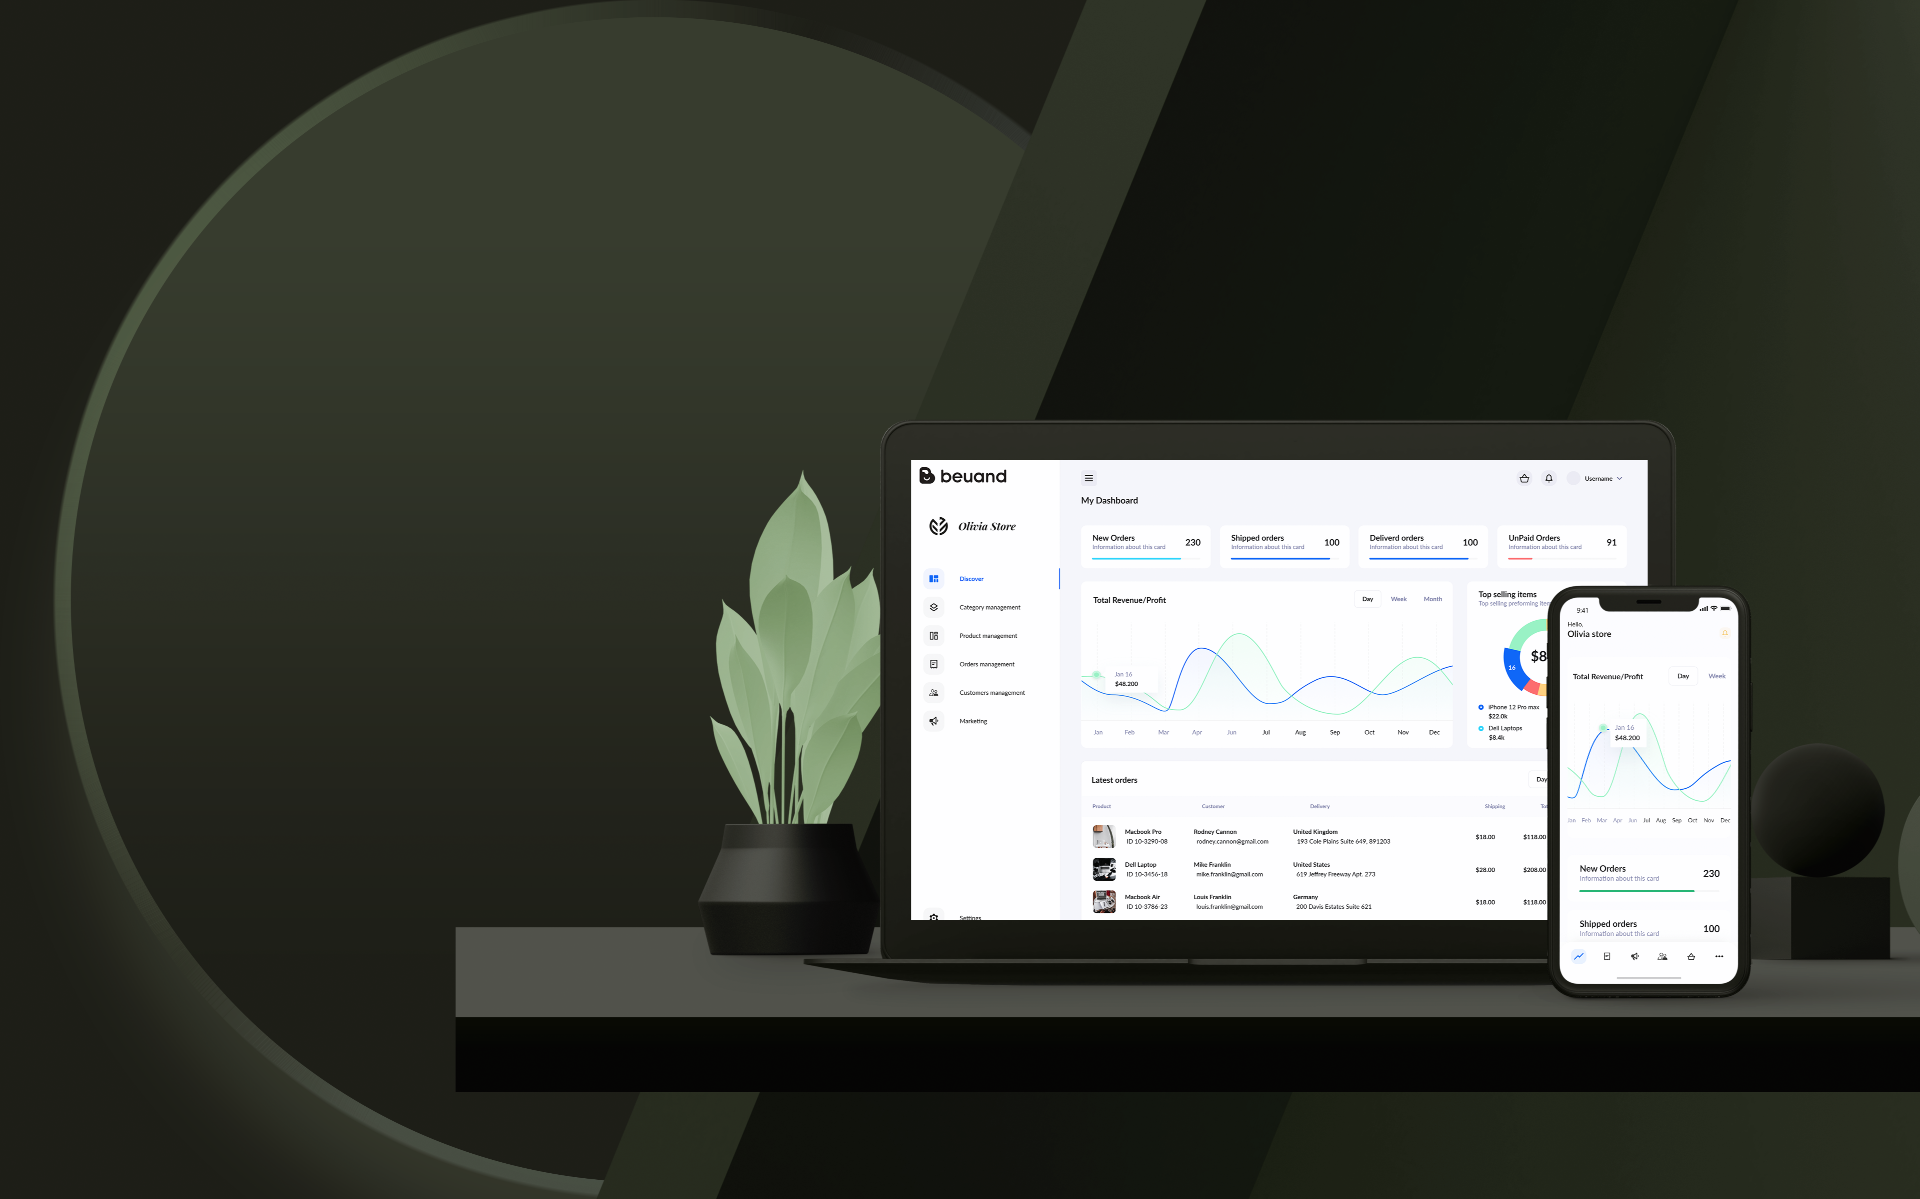 beuand
Olivia Store
Discover
Category management
Product management
Orders management
Customers management
Marketing
Settings
Username
My Dashboard
New Orders 230
Information about this card
Shipped orders 100
Information about this card
Deliverd orders 100
Information about this card
UnPaid Orders 91
Information about this card
Total Revenue/Profit Day Week Month
Jan 16
$48.200
Jan Feb Mar Apr Jun Jul Aug Sep Oct Nov Dec
Top selling items
Top selling preforming
$8
16
iPhone 12 Pro max
$22.0k
Dell Laptops
$8.4k
Latest orders Day
Product Customer Delivery Shipping
Macbook Pro Rodney Cannon United Kingdom $18.00 $118.00
ID 10-3290-08 rodney.cannon@gmail.com 193 Cole Plains Suite 649, 891203
Dell Laptop Mike Franklin United States $28.00 $208.00
ID 10-3456-18 mike.franklin@gmail.com 619 Jeffrey Freeway Apt. 273
Macbook Air Louis Franklin Germany $18.00 $118.00
ID 10-3786-23 louis.franklin@gmail.com 200 Davis Estates Suite 621
9:41
Hello,
Olivia store
Total Revenue/Profit Day Week
Jan 16
$48.200
Jan Feb Mar Apr Jun Jul Aug Sep Oct Nov Dec
New Orders 230
Information about this card
Shipped orders 100
Information about this card